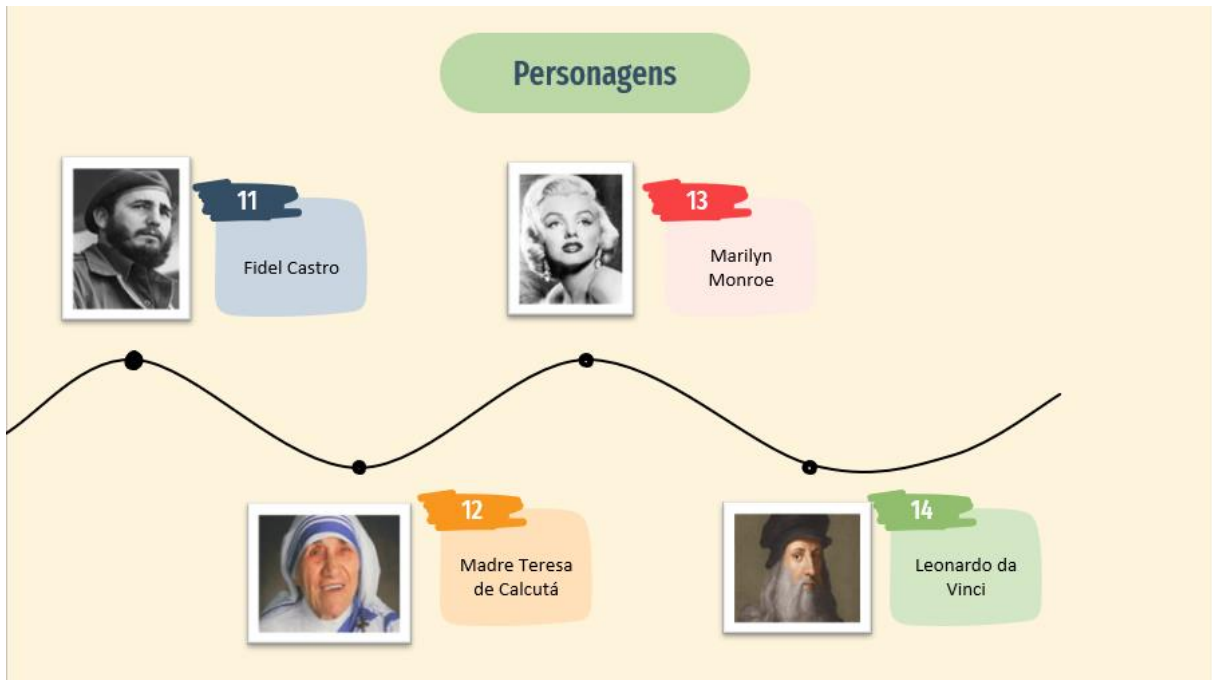 Personagens
11
Fidel Castro
13
Marilyn
Monroe
12
Madre Teresa
de Calcutá
14
Leonardo da
Vinci